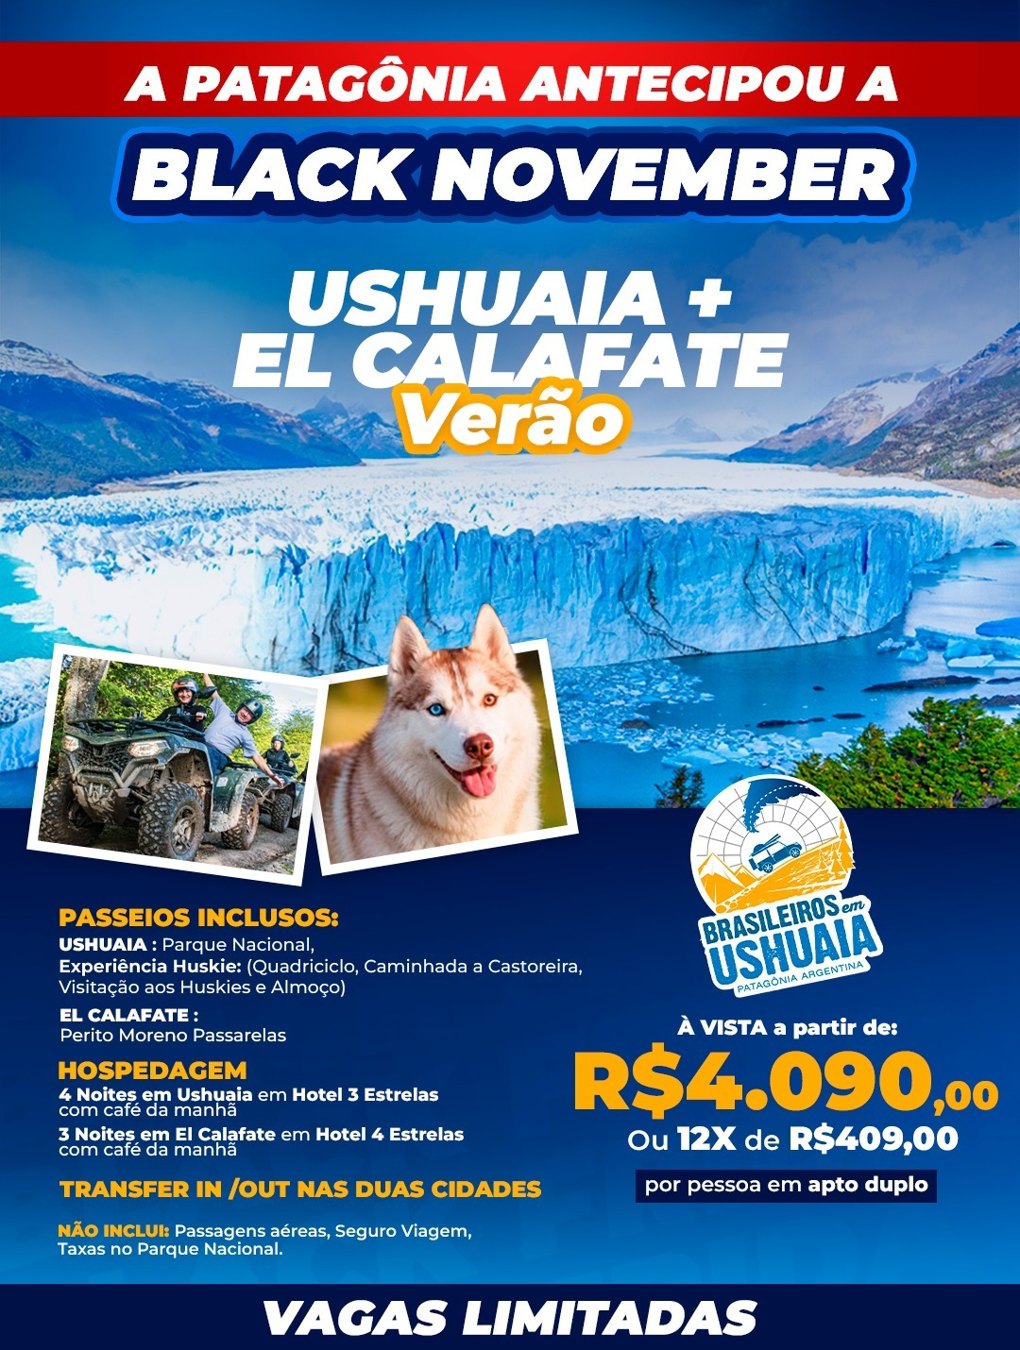 A PATAGÔNIA ANTECIPOU A
BLACK NOVEMBER
USHUAIA +
EL CALAFATE
Verão
PASSEIOS INCLUSOS:
USHUAIA : Parque Nacional,
Experiência Huskie: (Quadriciclo, Caminhada a Castoreira,
Visitação aos Huskies e Almoço)
EL CALAFATE :
Perito Moreno Passarelas
HOSPEDAGEM
4 Noites em Ushuaia em Hotel 3 Estrelas
com café da manhã
3 Noites em El Calafate em Hotel 4 Estrelas
com café da manhã
TRANSFER IN /OUT NAS DUAS CIDADES
NÃO INCLUI: Passagens aéreas, Seguro Viagem,
Taxas no Parque Nacional.
BRASILEIROS em
USHUAIA
PATAGÔNIA ARGENTINA
À VISTA a partir de:
R$4.090,00
Ou 12X de R$409,00
por pessoa em apto duplo
VAGAS LIMITADAS